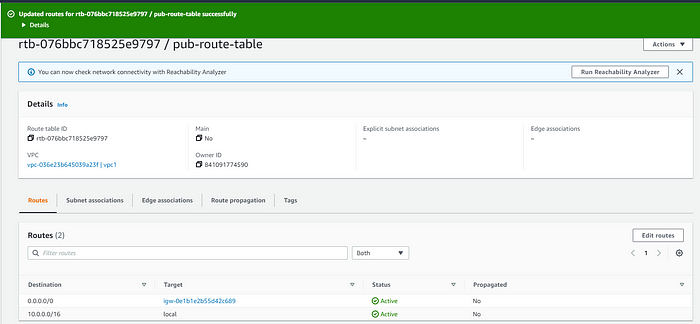 Updated routes for rtb-076bbc718525e9797 / pub-route-table successfully
Details
rtb-076bbc718525e9797 / pub-route-table
Actions
You can now check network connectivity with Reachability Analyzer
Run Reachability Analyzer
Details Info
Route table ID
rtb-076bbc718525e9797
Main
No
Explicit subnet associations
–
Edge associations
–
VPC
vpc-036e23b645039a23f | vpc1
Owner ID
841091774590
Routes Subnet associations Edge associations Route propagation Tags
Routes (2)
Edit routes
Filter routes
Both
1
Destination Target Status Propagated
0.0.0.0/0 igw-0e1b1e2b55d42c689 Active No
10.0.0.0/16 local Active No